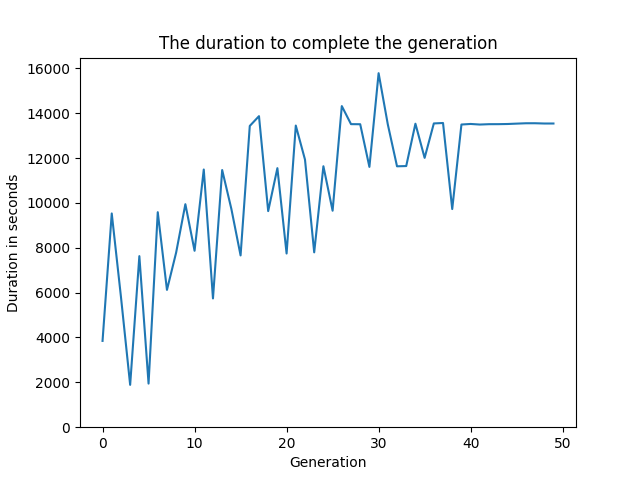 The duration to complete the generation
16000
14000
12000
10000
8000
6000
4000
2000
0
Duration in seconds
0 10 20 30 40 50
Generation